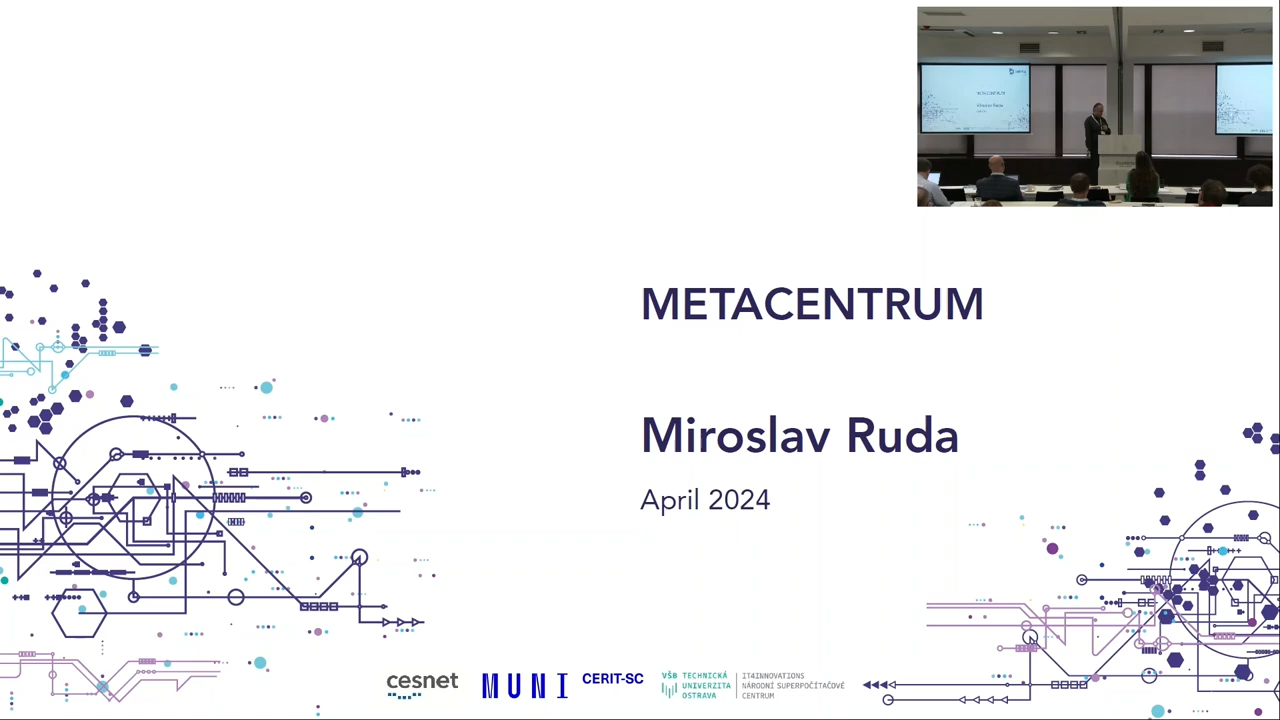 METACENTRUM
Miroslav Ruda
April 2024
cesnet
MUNI
CERIT-SC
VŠB TECHNICKÁ
UNIVERZITA
OSTRAVA
IT4INNOVATIONS
NÁRODNÍ SUPERPOČÍTAČOVÉ
CENTRUM